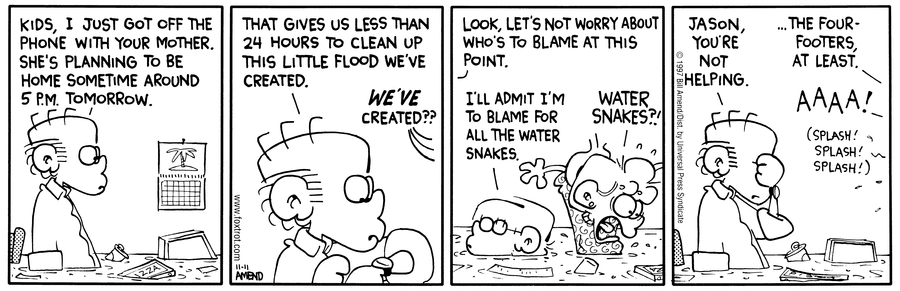 KIDS, I JUST GOT OFF THE
PHONE WITH YOUR MOTHER.
SHE'S PLANNING TO BE
HOME SOMETIME AROUND
5 P.M. TOMORROW.
THAT GIVES US LESS THAN
24 HOURS TO CLEAN UP
THIS LITTLE FLOOD WE'VE
CREATED.
WE'VE
CREATED??
www.foxtrot.com
11-11
AMEND
LOOK, LET'S NOT WORRY ABOUT
WHO'S TO BLAME AT THIS
POINT.
I'LL ADMIT I'M
TO BLAME FOR
ALL THE WATER
SNAKES.
WATER
SNAKES?!
© 1997 Bill Amend/Dist. by Universal Press Syndicate
JASON,
YOU'RE
NOT
HELPING.
...THE FOUR-
FOOTERS,
AT LEAST.
AAAA!
(SPLASH!
SPLASH!
SPLASH!)